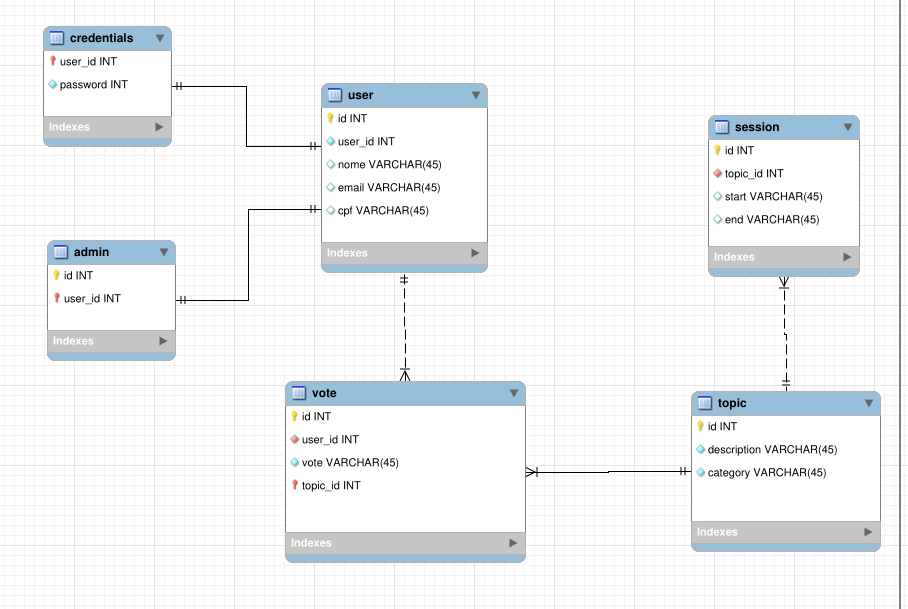 credentials
user_id INT
password INT
Indexes
user
id INT
user_id INT
nome VARCHAR(45)
email VARCHAR(45)
cpf VARCHAR(45)
Indexes
session
id INT
topic_id INT
start VARCHAR(45)
end VARCHAR(45)
Indexes
admin
id INT
user_id INT
Indexes
vote
id INT
user_id INT
vote VARCHAR(45)
topic_id INT
Indexes
topic
id INT
description VARCHAR(45)
category VARCHAR(45)
Indexes